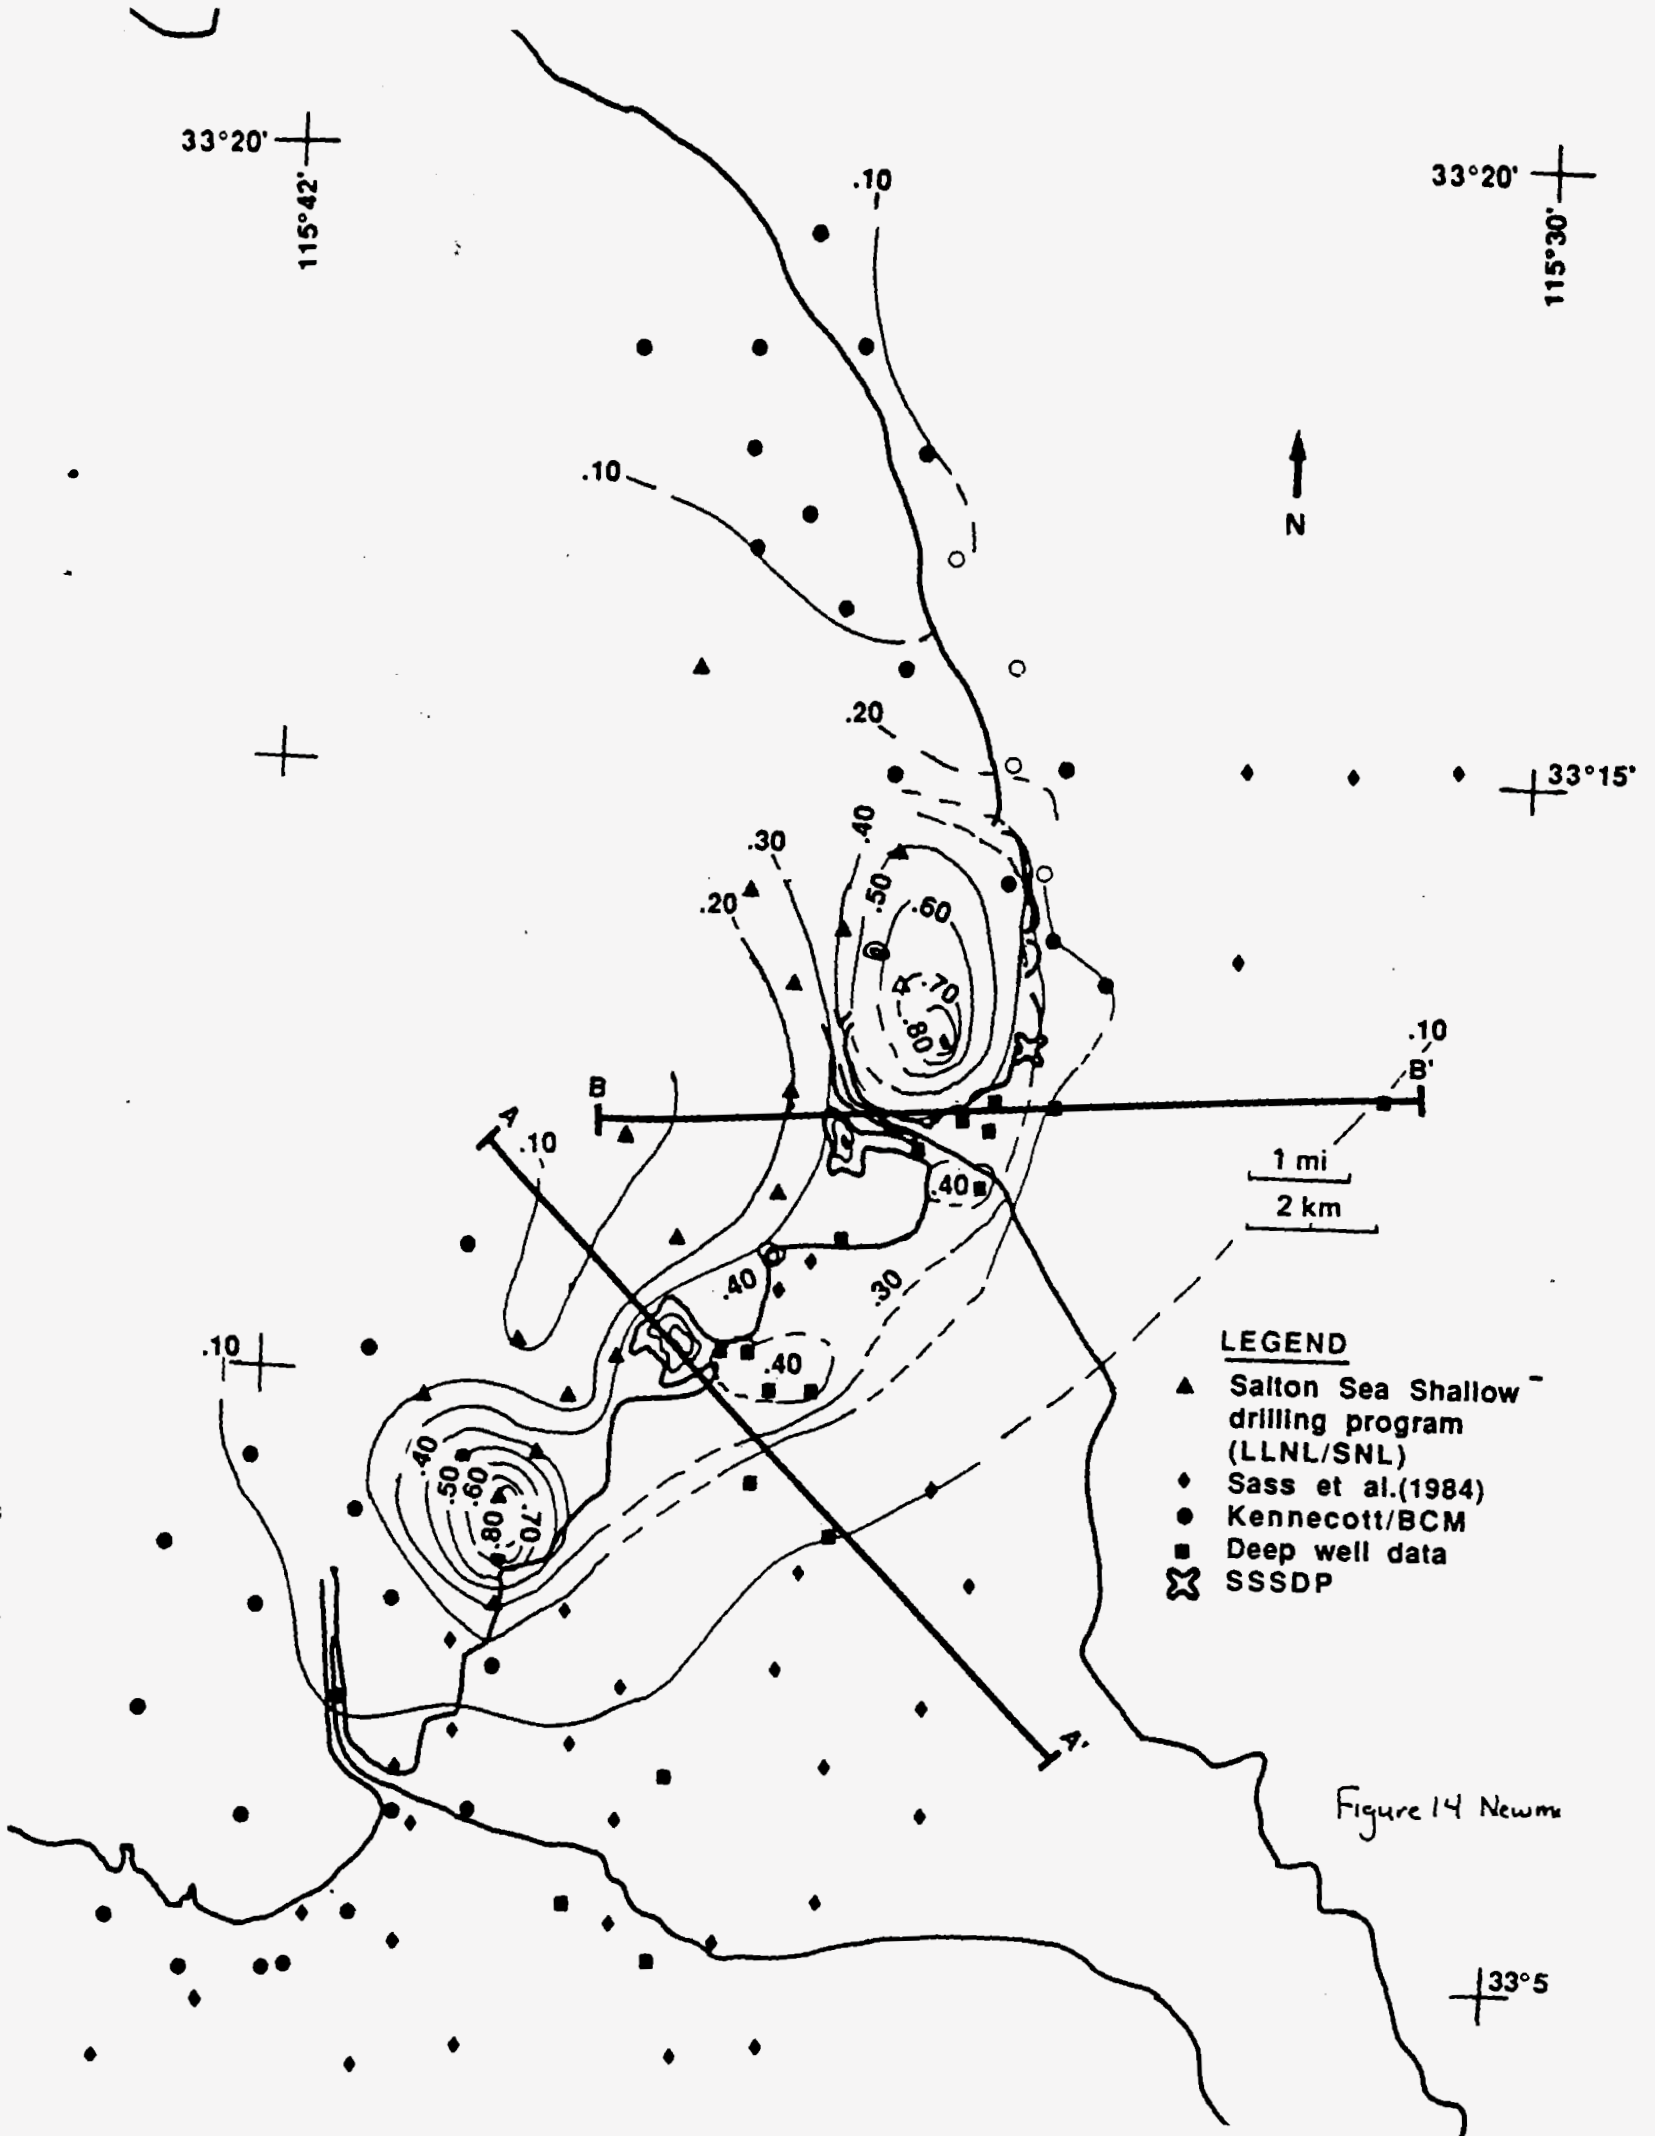 33°20'
115°42'
33°20'
115°30'
.10
.10
N
.20
33°15'
.40
.30
.50
.20
.60
.70
.80
.10
B
B'
A
.10
1 mi
.40
2 km
.40
.30
.10
.40
LEGEND
Salton Sea Shallow
drilling program
(LLNL/SNL)
Sass et al.(1984)
Kennecott/BCM
Deep well data
SSSDP
.40
.50
.60
.80
.70
A'
Figure 14 Newm
33°5